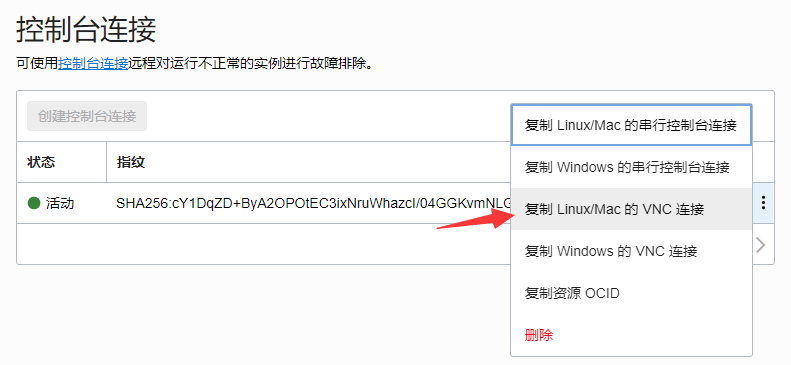 控制台连接
可使用控制台连接远程对运行不正常的实例进行故障排除。
创建控制台连接
状态
指纹
活动
SHA256:cY1DqZD+ByA2OPOtEC3ixNruWhazcI/04GGKvmNLG
复制 Linux/Mac 的串行控制台连接
复制 Windows 的串行控制台连接
复制 Linux/Mac 的 VNC 连接
复制 Windows 的 VNC 连接
复制资源 OCID
删除